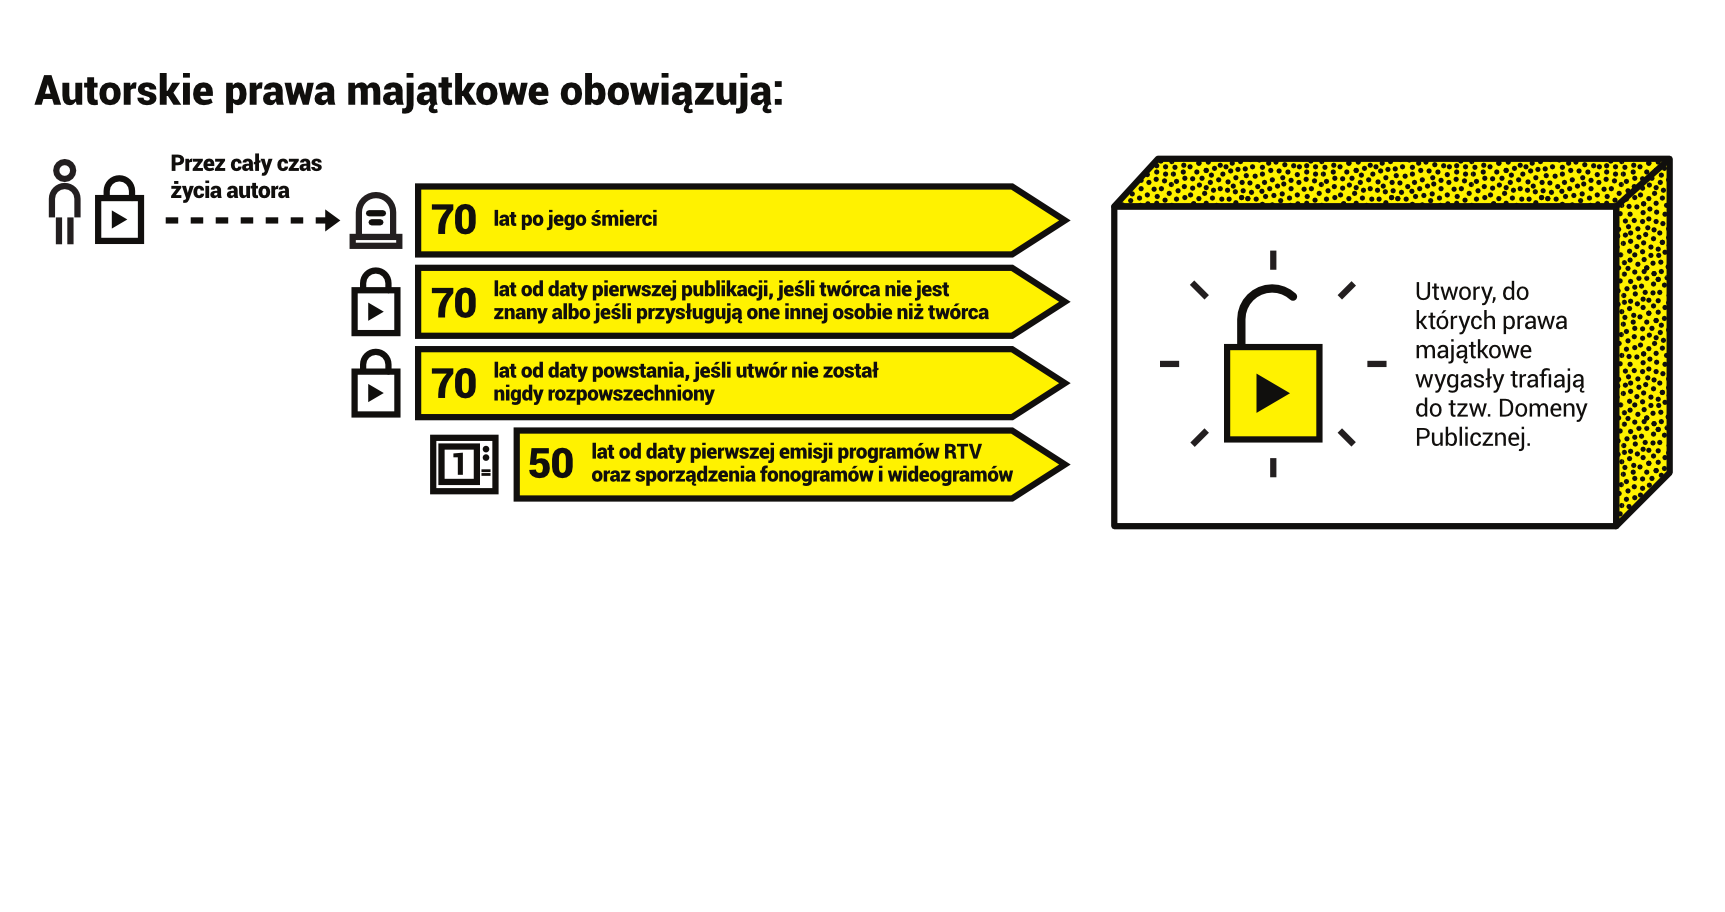 Autorskie prawa majątkowe obowiązują:
Przez cały czas
życia autora
70 lat po jego śmierci
70 lat od daty pierwszej publikacji, jeśli twórca nie jest
znany albo jeśli przysługują one innej osobie niż twórca
70 lat od daty powstania, jeśli utwór nie został
nigdy rozpowszechniony
1
50 lat od daty pierwszej emisji programów RTV
oraz sporządzenia fonogramów i wideogramów
Utwory, do
których prawa
majątkowe
wygasły trafiają
do tzw. Domeny
Publicznej.